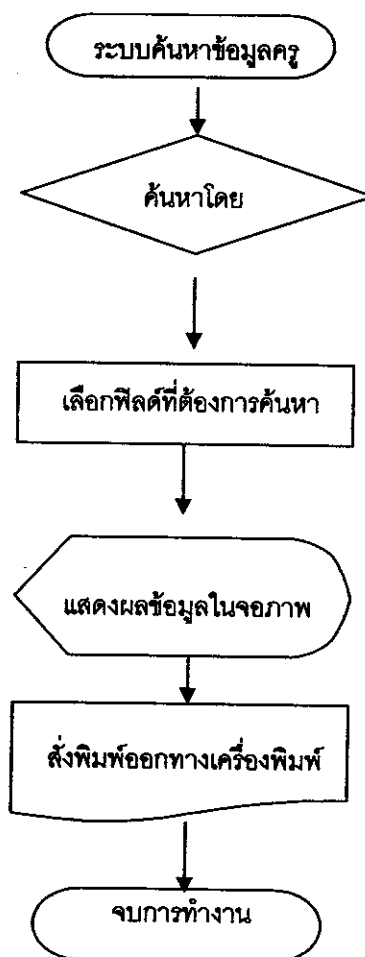 ระบบค้นหาข้อมูลครู
ค้นหาโดย
เลือกฟิลด์ที่ต้องการค้นหา
แสดงผลข้อมูลในจอภาพ
สั่งพิมพ์ออกทางเครื่องพิมพ์
จบการทำงาน